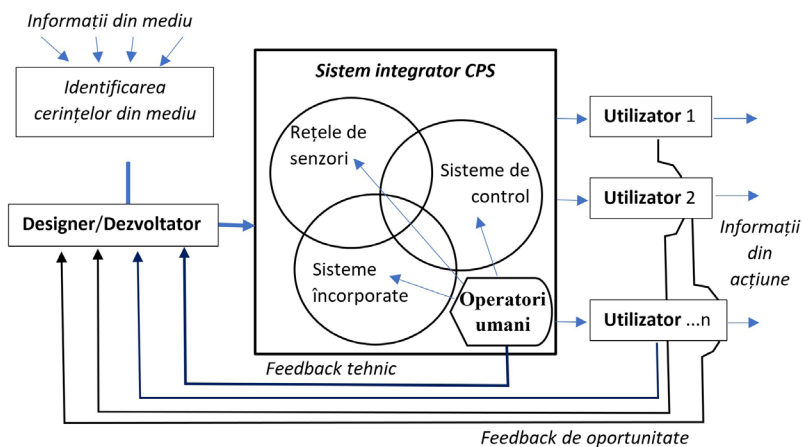 Informații din mediu
Identificarea
cerințelor din mediu
Designer/Dezvoltator
Sistem integrator CPS
Rețele de
senzori
Sisteme de
control
Sisteme
încorporate
Operatori
umani
Utilizator 1
Utilizator 2
Utilizator ...n
Informații
din
acțiune
Feedback tehnic
Feedback de oportunitate